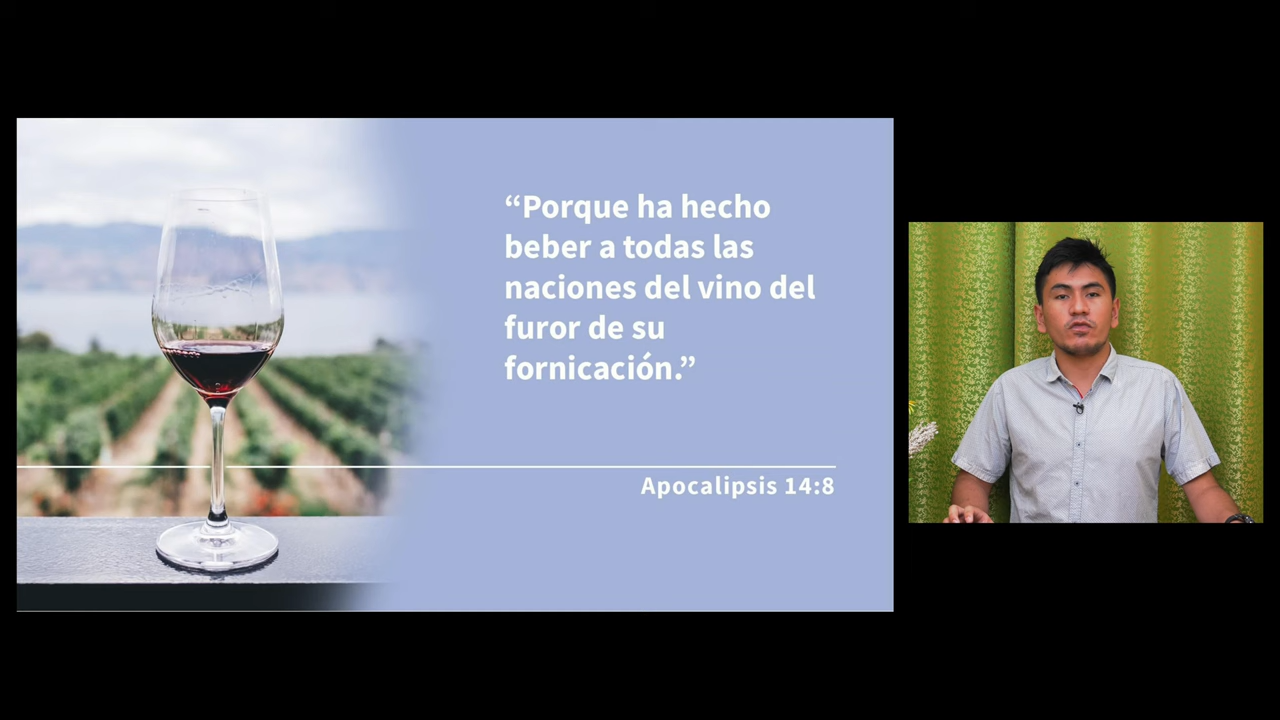 “Porque ha hecho
beber a todas las
naciones del vino del
furor de su
fornicación.”
Apocalipsis 14:8